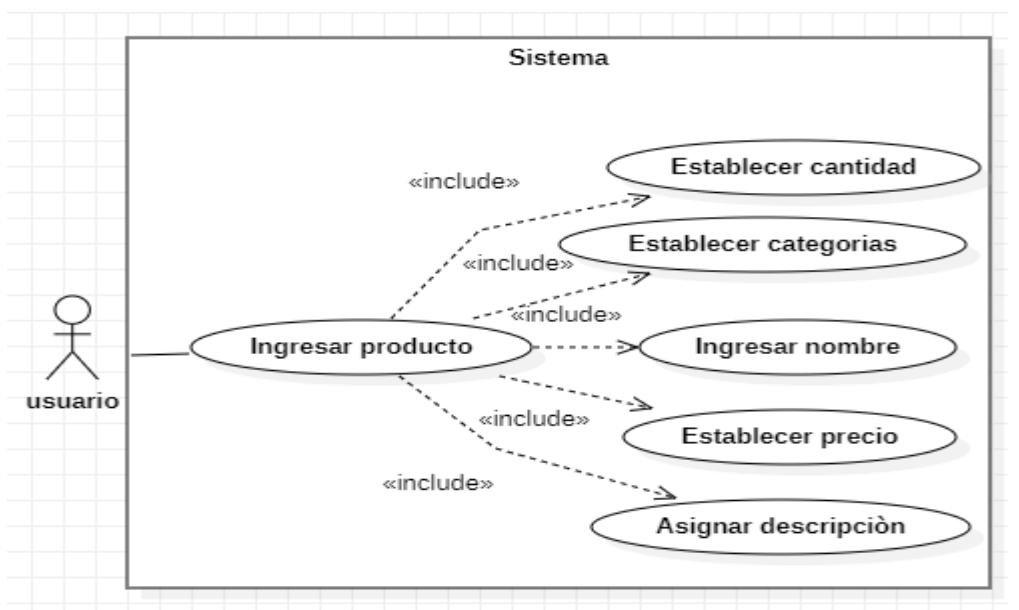 Sistema
«include»
Establecer cantidad
Establecer categorias
«include»
«include»
Ingresar producto
Ingresar nombre
usuario
«include»
Establecer precio
«include»
Asignar descripciòn